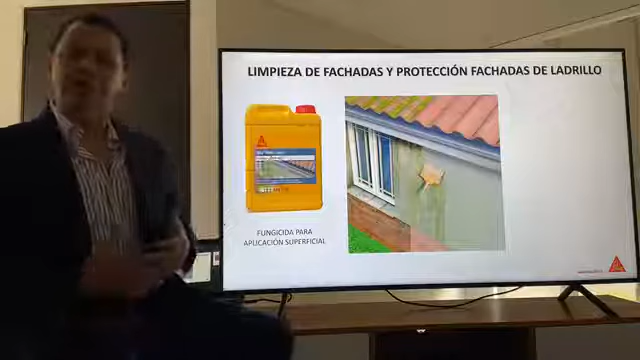 LIMPIEZA DE FACHADAS Y PROTECCIÓN FACHADAS DE LADRILLO
FUNGICIDA PARA
APLICACIÓN SUPERFICIAL